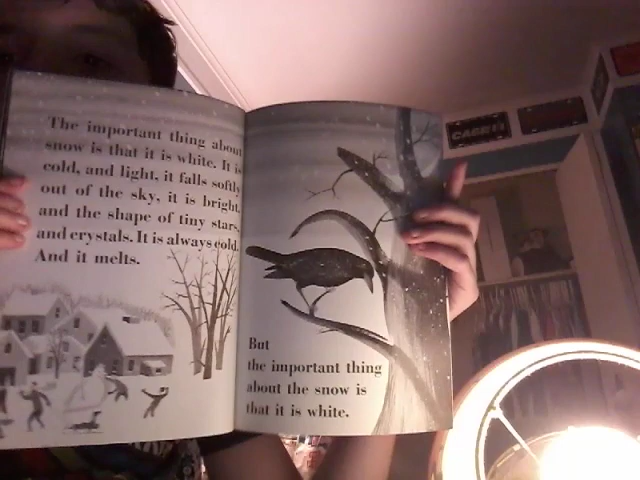 The important thing about
snow is that it is white. It is
cold, and light, it falls softly
out of the sky, it is bright,
and the shape of tiny stars,
and crystals. It is always cold.
And it melts.
But
the important thing
about the snow is
that it is white.